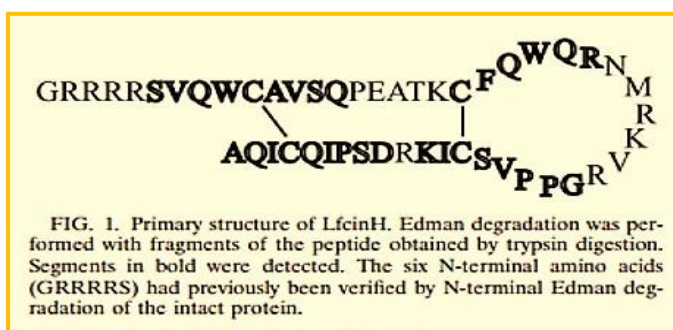 GRRRRSVQWCAVSQPEATKCFQWQRN
M
R
K
V
AQICQIPSDRKICSVPPGR
FIG. 1. Primary structure of LfcinH. Edman degradation was per-
formed with fragments of the peptide obtained by trypsin digestion.
Segments in bold were detected. The six N-terminal amino acids
(GRRRRS) had previously been verified by N-terminal Edman deg-
radation of the intact protein.